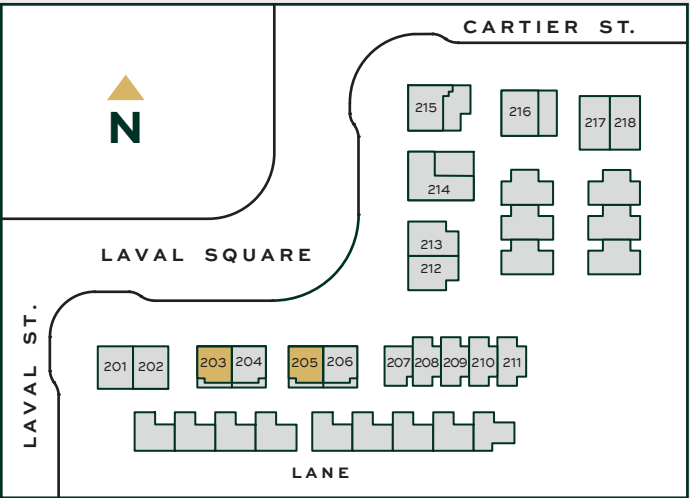 CARTIER ST.
N
215
216
217 218
214
213
212
LAVAL SQUARE
LAVAL ST.
201 202 203 204 205 206 207 208 209 210 211
LANE